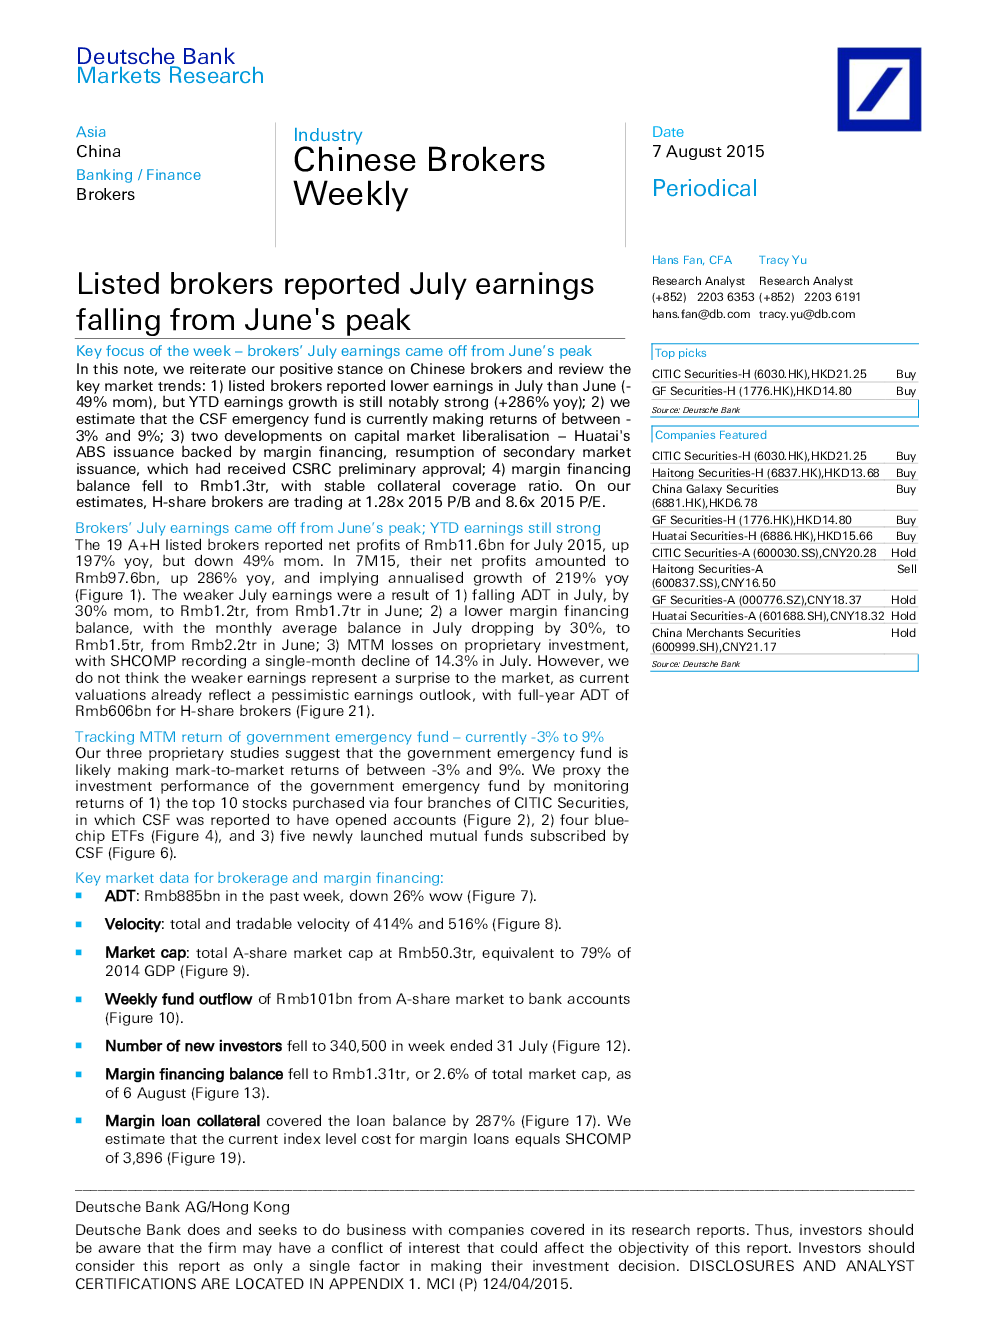 Deutsche Bank
Markets Research
Asia
China
Banking / Finance
Brokers
Industry
Chinese Brokers
Weekly
Date
7 August 2015
Periodical
Listed brokers reported July earnings
falling from June's peak
Key focus of the week – brokers' July earnings came off from June's peak
In this note, we reiterate our positive stance on Chinese brokers and review the
key market trends: 1) listed brokers reported lower earnings in July than June (-
49% mom), but YTD earnings growth is still notably strong (+286% yoy); 2) we
estimate that the CSF emergency fund is currently making returns of between -
3% and 9%; 3) two developments on capital market liberalisation – Huatai's
ABS issuance backed by margin financing, resumption of secondary market
issuance, which had received CSRC preliminary approval; 4) margin financing
balance fell to Rmb1.3tr, with stable collateral coverage ratio. On our
estimates, H-share brokers are trading at 1.28x 2015 P/B and 8.6x 2015 P/E.
Brokers' July earnings came off from June's peak; YTD earnings still strong
The 19 A+H listed brokers reported net profits of Rmb11.6bn for July 2015, up
197% yoy, but down 49% mom. In 7M15, their net profits amounted to
Rmb97.6bn, up 286% yoy, and implying annualised growth of 219% yoy
(Figure 1). The weaker July earnings were a result of 1) falling ADT in July, by
30% mom, to Rmb1.2tr, from Rmb1.7tr in June; 2) a lower margin financing
balance, with the monthly average balance in July dropping by 30%, to
Rmb1.5tr, from Rmb2.2tr in June; 3) MTM losses on proprietary investment,
with SHCOMP recording a single-month decline of 14.3% in July. However, we
do not think the weaker earnings represent a surprise to the market, as current
valuations already reflect a pessimistic earnings outlook, with full-year ADT of
Rmb606bn for H-share brokers (Figure 21).
Tracking MTM return of government emergency fund – currently -3% to 9%
Our three proprietary studies suggest that the government emergency fund is
likely making mark-to-market returns of between -3% and 9%. We proxy the
investment performance of the government emergency fund by monitoring
returns of 1) the top 10 stocks purchased via four branches of CITIC Securities,
in which CSF was reported to have opened accounts (Figure 2), 2) four blue-
chip ETFs (Figure 4), and 3) five newly launched mutual funds subscribed by
CSF (Figure 6).
Key market data for brokerage and margin financing:
■ ADT: Rmb885bn in the past week, down 26% wow (Figure 7).
■ Velocity: total and tradable velocity of 414% and 516% (Figure 8).
■ Market cap: total A-share market cap at Rmb50.3tr, equivalent to 79% of
2014 GDP (Figure 9).
■ Weekly fund outflow of Rmb101bn from A-share market to bank accounts
(Figure 10).
■ Number of new investors fell to 340,500 in week ended 31 July (Figure 12).
■ Margin financing balance fell to Rmb1.31tr, or 2.6% of total market cap, as
of 6 August (Figure 13).
■ Margin loan collateral covered the loan balance by 287% (Figure 17). We
estimate that the current index level cost for margin loans equals SHCOMP
of 3,896 (Figure 19).
Hans Fan, CFA Tracy Yu
Research Analyst Research Analyst
(+852) 2203 6353 (+852) 2203 6191
hans.fan@db.com tracy.yu@db.com
Top picks
CITIC Securities-H (6030.HK),HKD21.25 Buy
GF Securities-H (1776.HK),HKD14.80 Buy
Source: Deutsche Bank
Companies Featured
CITIC Securities-H (6030.HK),HKD21.25 Buy
Haitong Securities-H (6837.HK),HKD13.68 Buy
China Galaxy Securities Buy
(6881.HK),HKD6.78
GF Securities-H (1776.HK),HKD14.80 Buy
Huatai Securities-H (6886.HK),HKD15.66 Buy
CITIC Securities-A (600030.SS),CNY20.28 Hold
Haitong Securities-A Sell
(600837.SS),CNY16.50
GF Securities-A (000776.SZ),CNY18.37 Hold
Huatai Securities-A (601688.SH),CNY18.32 Hold
China Merchants Securities Hold
(600999.SH),CNY21.17
Source: Deutsche Bank
Deutsche Bank AG/Hong Kong
Deutsche Bank does and seeks to do business with companies covered in its research reports. Thus, investors should
be aware that the firm may have a conflict of interest that could affect the objectivity of this report. Investors should
consider this report as only a single factor in making their investment decision. DISCLOSURES AND ANALYST
CERTIFICATIONS ARE LOCATED IN APPENDIX 1. MCI (P) 124/04/2015.